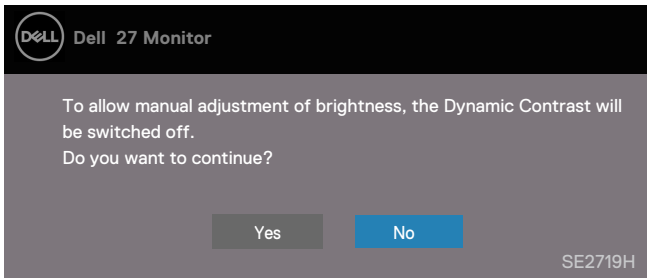 DELL Dell 27 Monitor
To allow manual adjustment of brightness, the Dynamic Contrast will
be switched off.
Do you want to continue?
Yes No
SE2719H